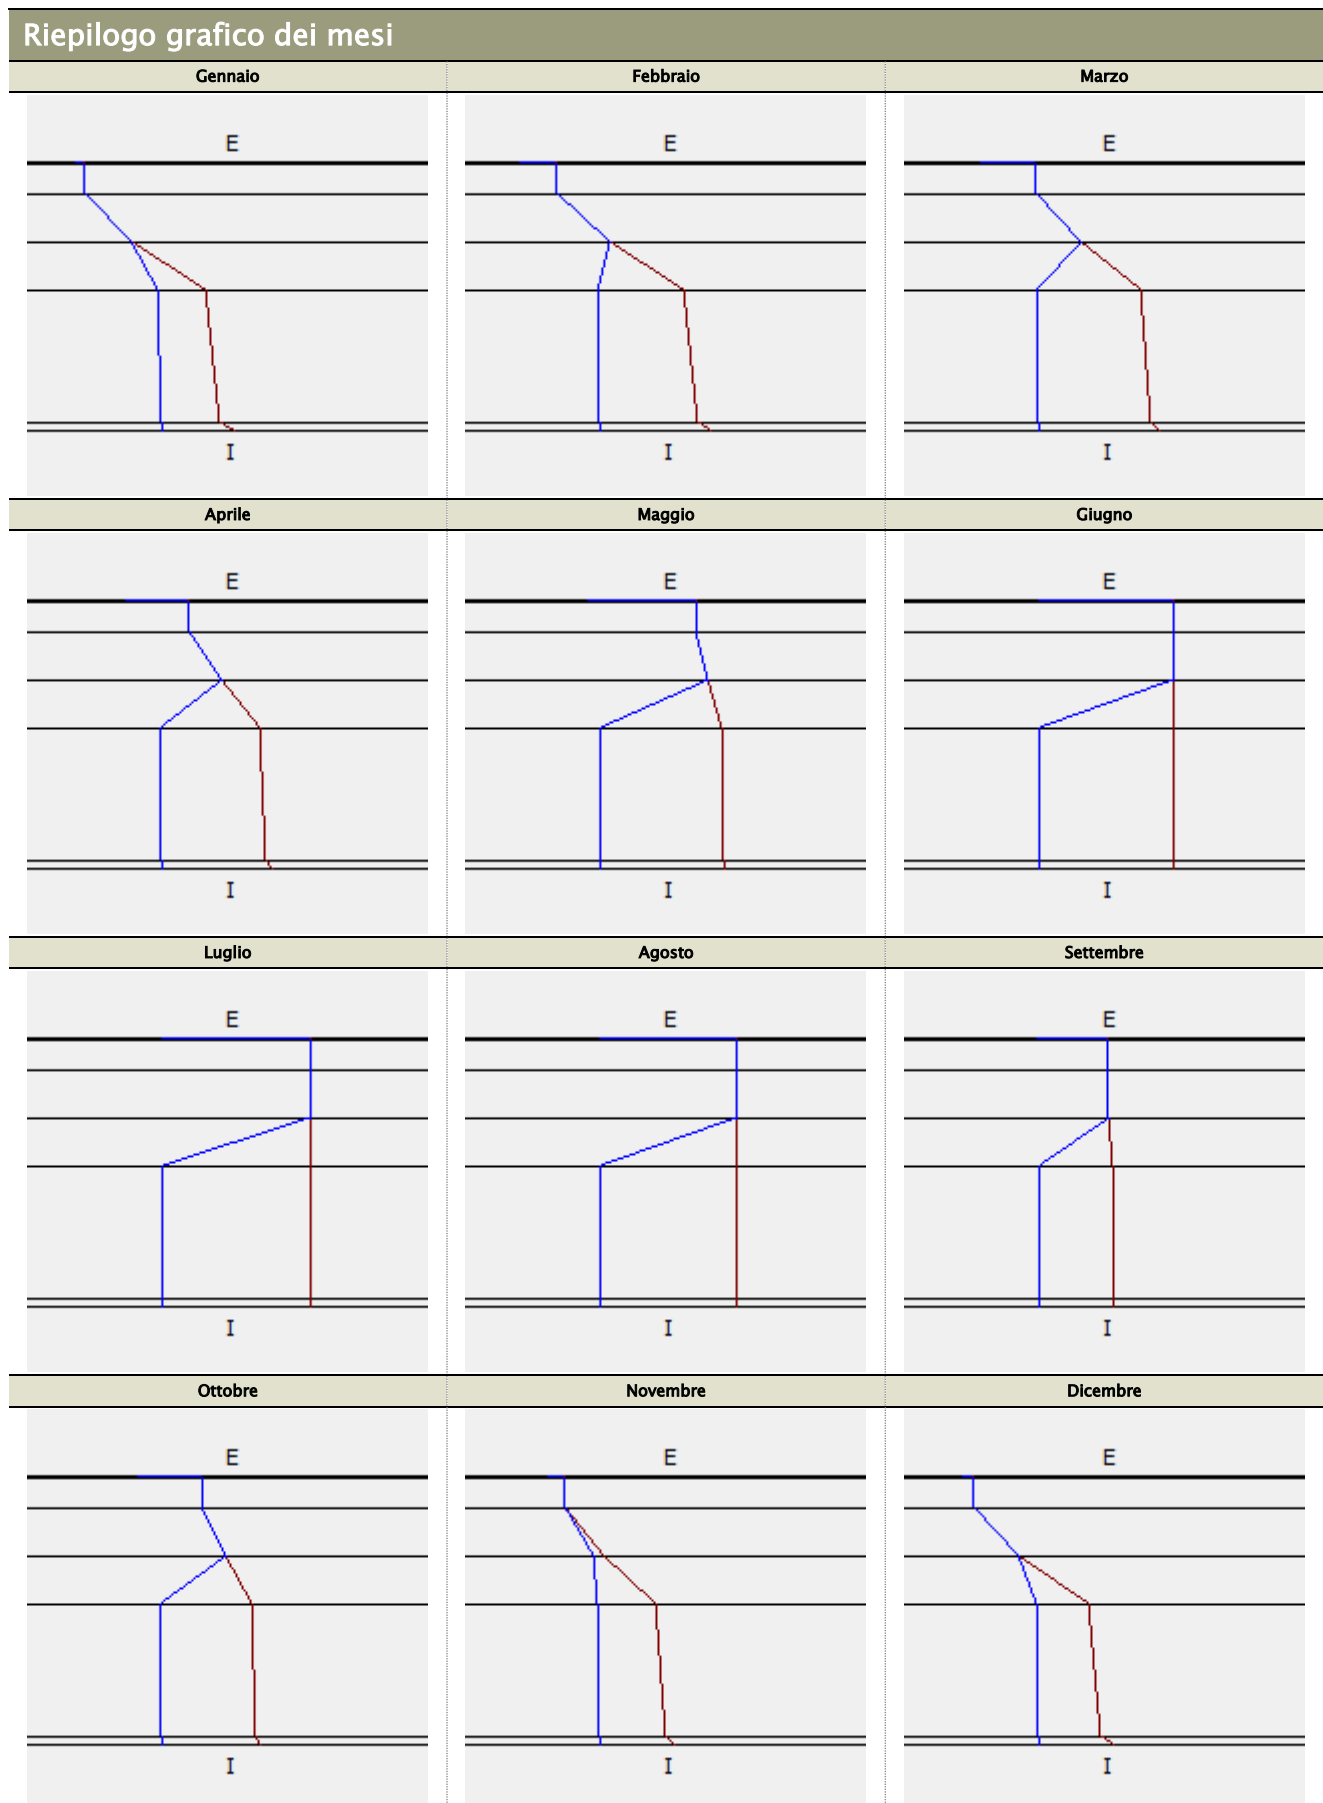 Riepilogo grafico dei mesi
Gennaio Febbraio Marzo
E E E
I I I
Aprile Maggio Giugno
E E E
I I I
Luglio Agosto Settembre
E E E
I I I
Ottobre Novembre Dicembre
E E E
I I I